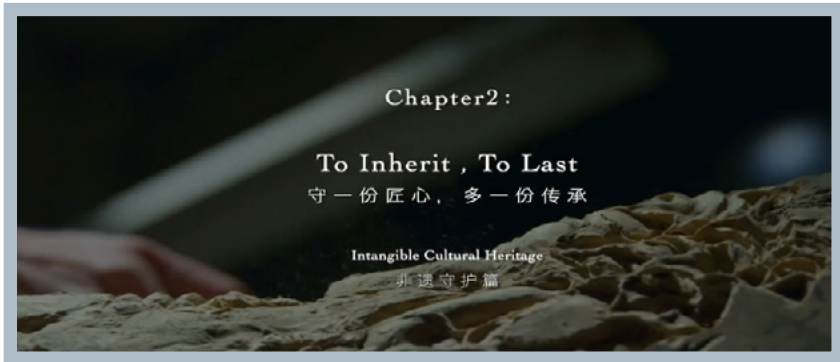 Chapter2:
To Inherit , To Last
守一份匠心，多一份传承
Intangible Cultural Heritage
非遗守护篇